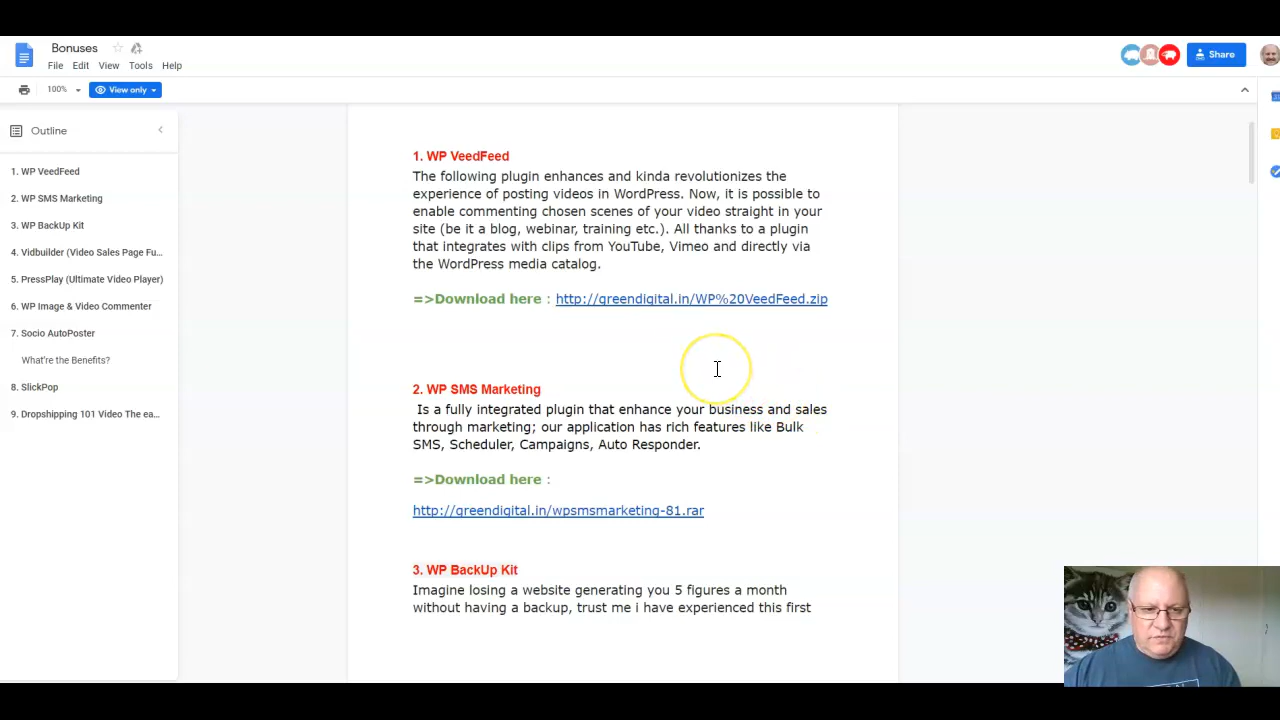 Bonuses
File Edit View Tools Help
Share
100% View only
Outline
1. WP VeedFeed
2. WP SMS Marketing
3. WP BackUp Kit
4. Vidbuilder (Video Sales Page Fu...
5. PressPlay (Ultimate Video Player)
6. WP Image & Video Commenter
7. Socio AutoPoster
What're the Benefits?
8. SlickPop
9. Dropshipping 101 Video The ea...
1. WP VeedFeed
The following plugin enhances and kinda revolutionizes the
experience of posting videos in WordPress. Now, it is possible to
enable commenting chosen scenes of your video straight in your
site (be it a blog, webinar, training etc.). All thanks to a plugin
that integrates with clips from YouTube, Vimeo and directly via
the WordPress media catalog.
=>Download here : http://greendigital.in/WP%20VeedFeed.zip
2. WP SMS Marketing
Is a fully integrated plugin that enhance your business and sales
through marketing; our application has rich features like Bulk
SMS, Scheduler, Campaigns, Auto Responder.
=>Download here :
http://greendigital.in/wpsmsmarketing-81.rar
3. WP BackUp Kit
Imagine losing a website generating you 5 figures a month
without having a backup, trust me i have experienced this first